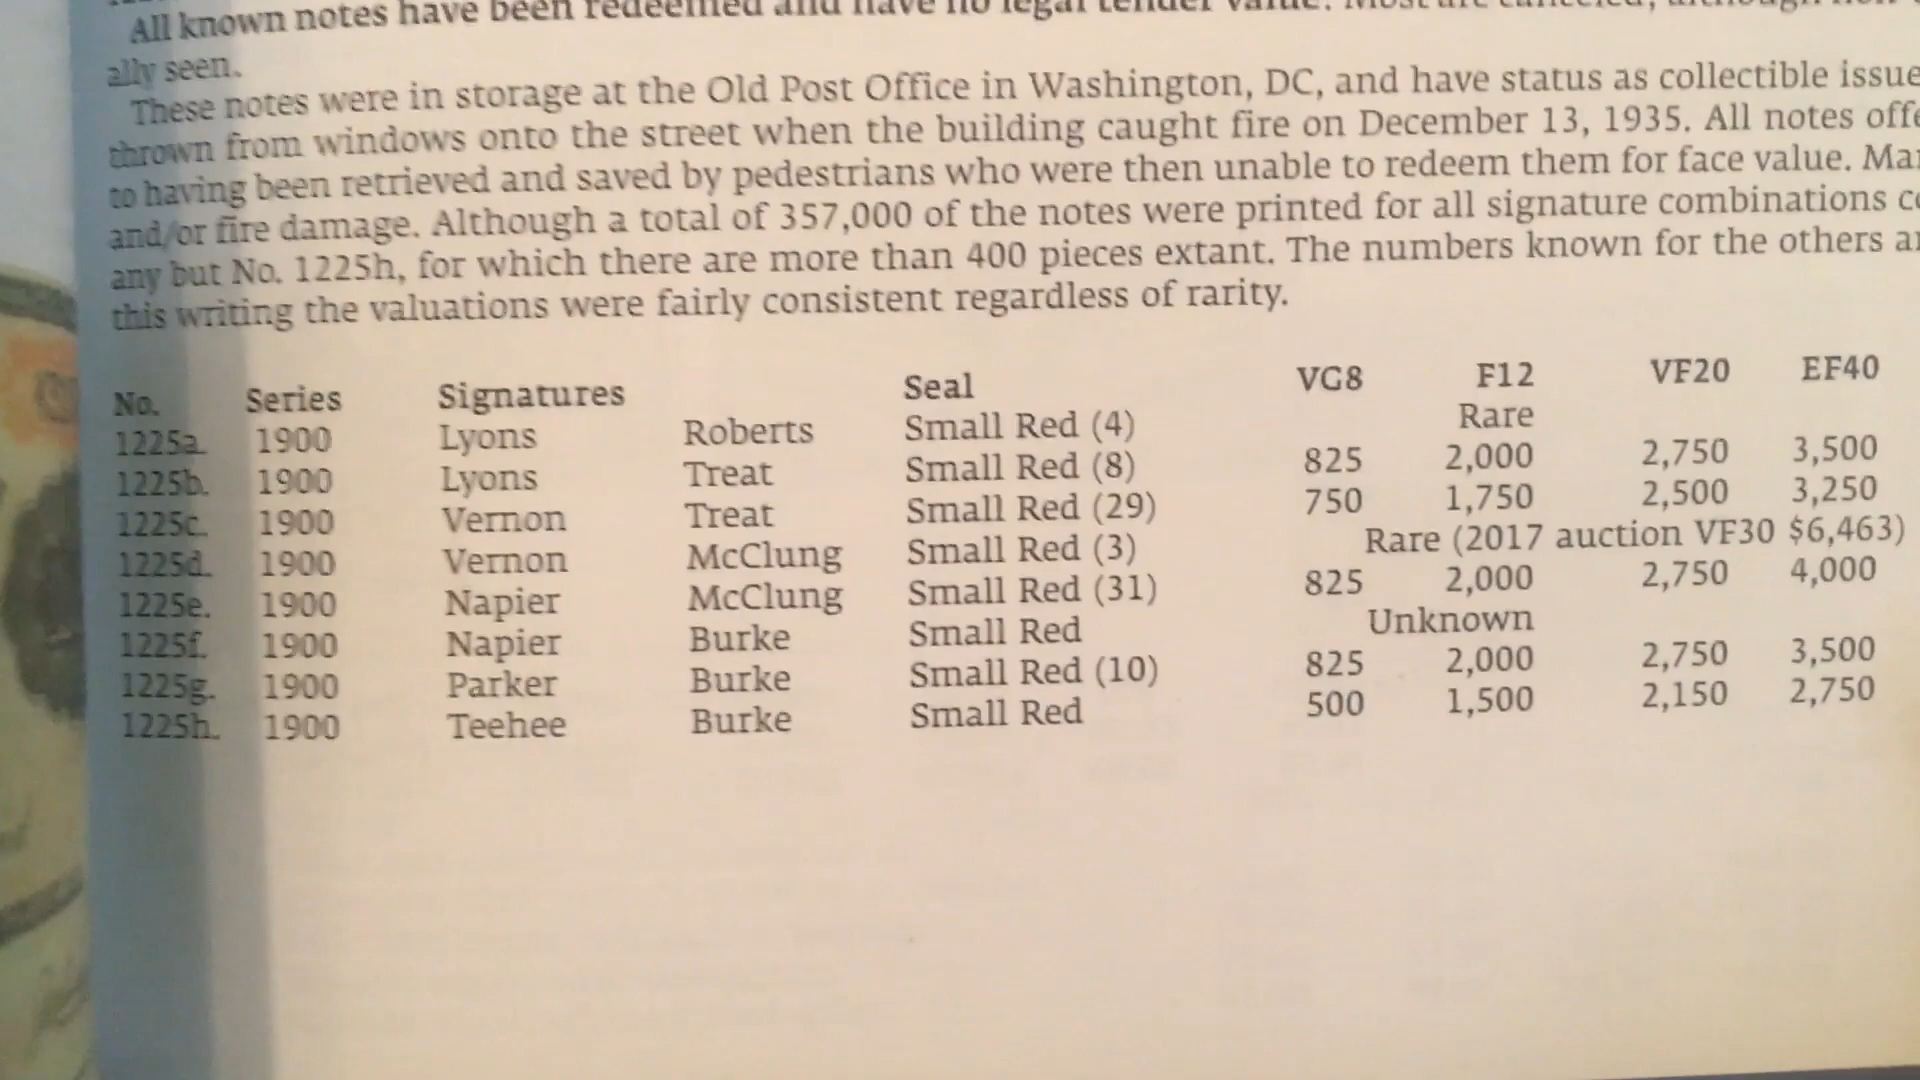 All known notes have been redeemed and have no legal tender value. Most are canceled, although non
ally seen.
These notes were in storage at the Old Post Office in Washington, DC, and have status as collectible issue
thrown from windows onto the street when the building caught fire on December 13, 1935. All notes offe
to having been retrieved and saved by pedestrians who were then unable to redeem them for face value. Ma
and/or fire damage. Although a total of 357,000 of the notes were printed for all signature combinations c
any but No. 1225h, for which there are more than 400 pieces extant. The numbers known for the others a
this writing the valuations were fairly consistent regardless of rarity.
No. Series Signatures Seal VG8 F12 VF20 EF40
1225a. 1900 Lyons Roberts Small Red (4) Rare
1225b. 1900 Lyons Treat Small Red (8) 825 2,000 2,750 3,500
1225c. 1900 Vernon Treat Small Red (29) 750 1,750 2,500 3,250
1225d. 1900 Vernon McClung Small Red (3) Rare (2017 auction VF30 $6,463)
1225e. 1900 Napier McClung Small Red (31) 825 2,000 2,750 4,000
1225f. 1900 Napier Burke Small Red Unknown
1225g. 1900 Parker Burke Small Red (10) 825 2,000 2,750 3,500
1225h. 1900 Teehee Burke Small Red 500 1,500 2,150 2,750